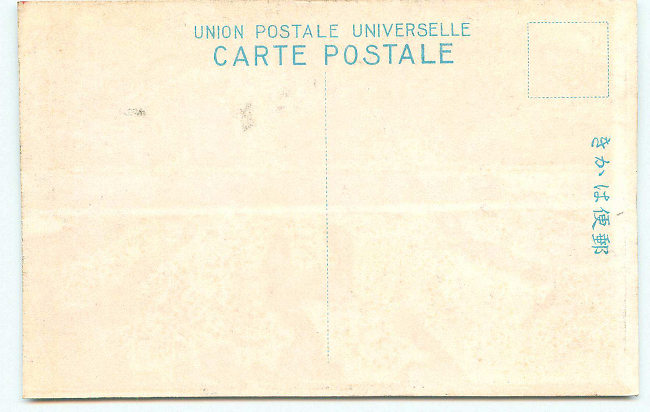 UNION POSTALE UNIVERSELLE
CARTE POSTALE
郵便はかき